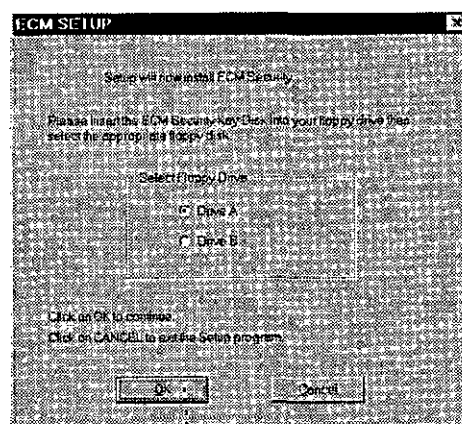 ECM SETUP
Setup will now install ECM Security.
Please insert the ECM Security Key Disk into your floppy drive then
select the appropriate floppy disk.
Select Floppy Drive
Drive A
Drive B
Click on OK to continue.
Click on CANCEL to exit the Setup program.
OK
Cancel